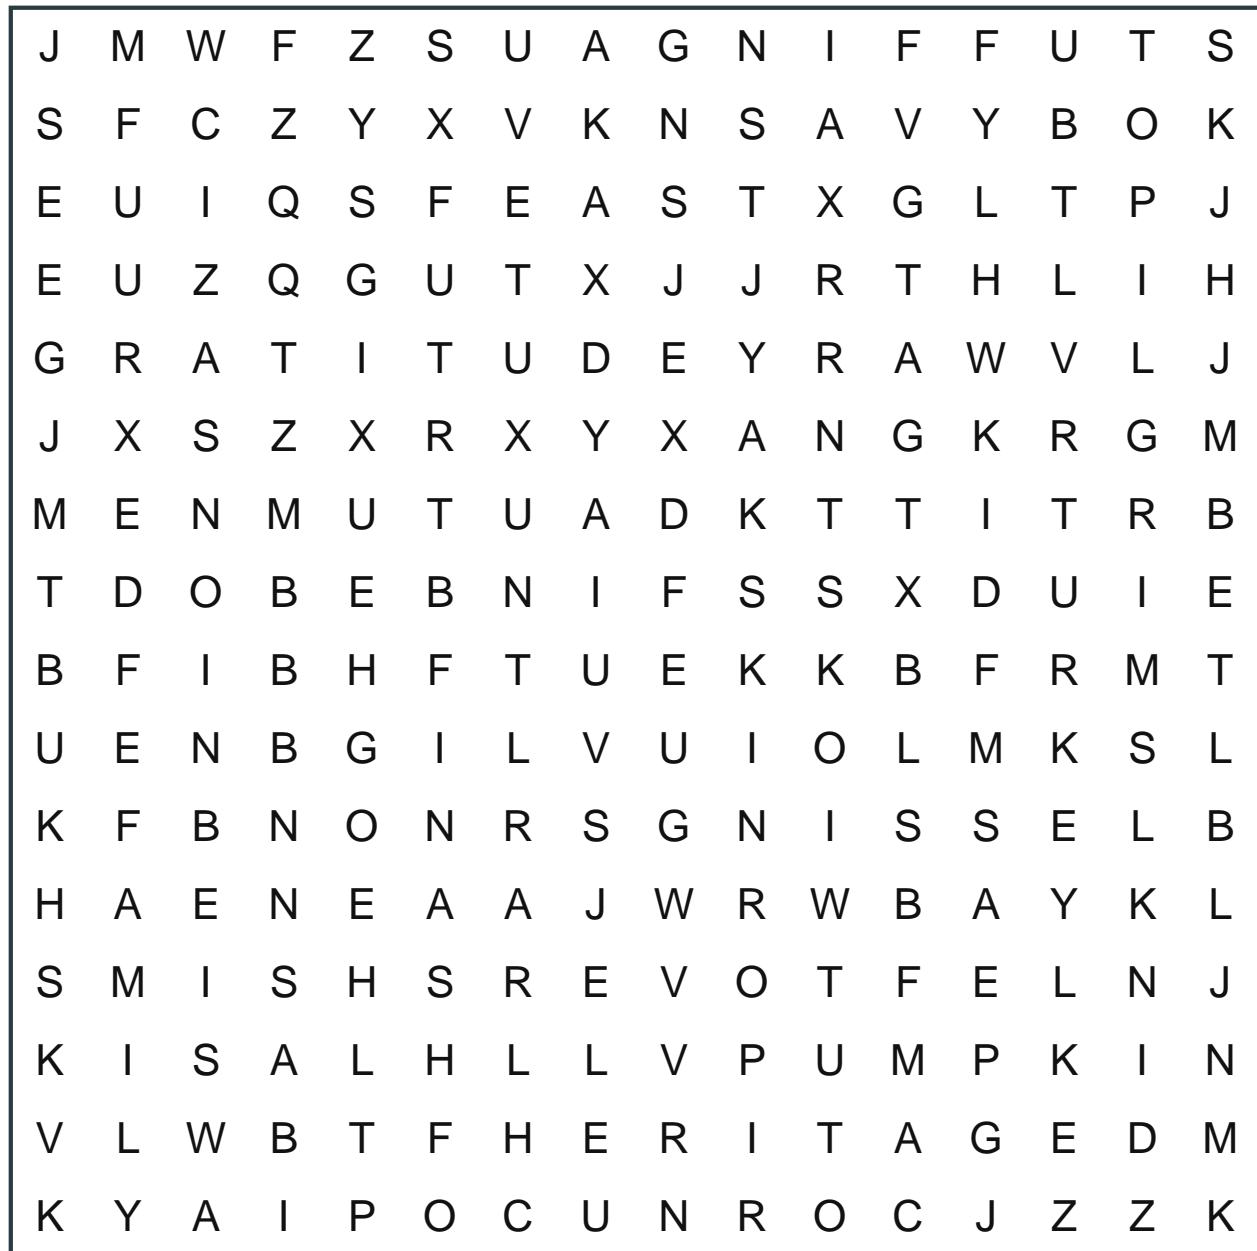 J M W F Z S U A G N I F F U T S
S F C Z Y X V K N S A V Y B O K
E U I Q S F E A S T X G L T P J
E U Z Q G U T X J J R T H L I H
G R A T I T U D E Y R A W V L J
J X S Z X R X Y X A N G K R G M
M E N M U T U A D K T T I T R B
T D O B E B N I F S S X D U I E
B F I B H F T U E K K B F R M T
U E N B G I L V U I O L M K S L
K F B N O N R S G N I S S E L B
H A E N E A A J W R W B A Y K L
S M I S H S R E V O T F E L N J
K I S A L H L L V P U M P K I N
V L W B T F H E R I T A G E D M
K Y A I P O C U N R O C J Z Z K